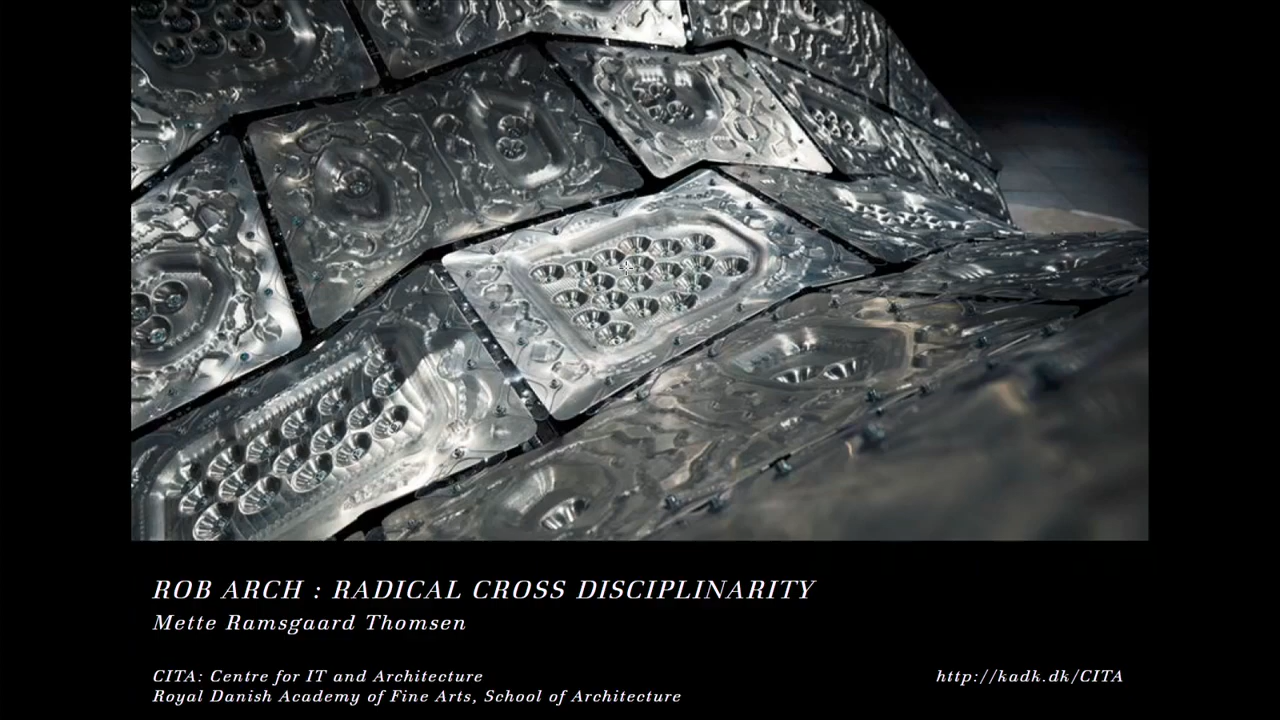 ROB ARCH : RADICAL CROSS DISCIPLINARITY
Mette Ramsgaard Thomsen
CITA: Centre for IT and Architecture
Royal Danish Academy of Fine Arts, School of Architecture
http://kadk.dk/CITA